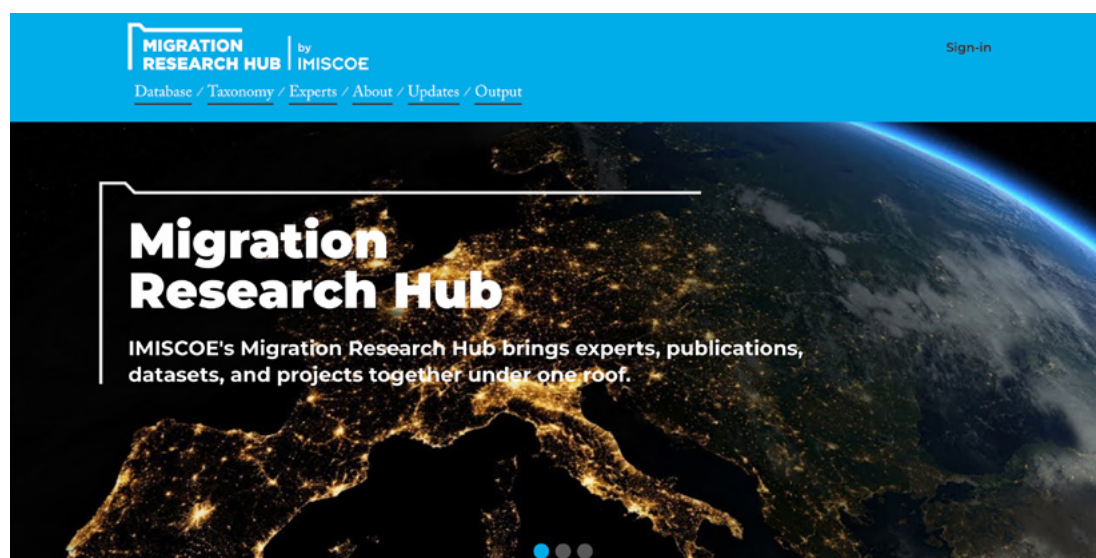 MIGRATION
RESEARCH HUB
by
IMISCOE
Sign-in
Database / Taxonomy / Experts / About / Updates / Output
Migration
Research Hub
IMISCOE's Migration Research Hub brings experts, publications,
datasets, and projects together under one roof.